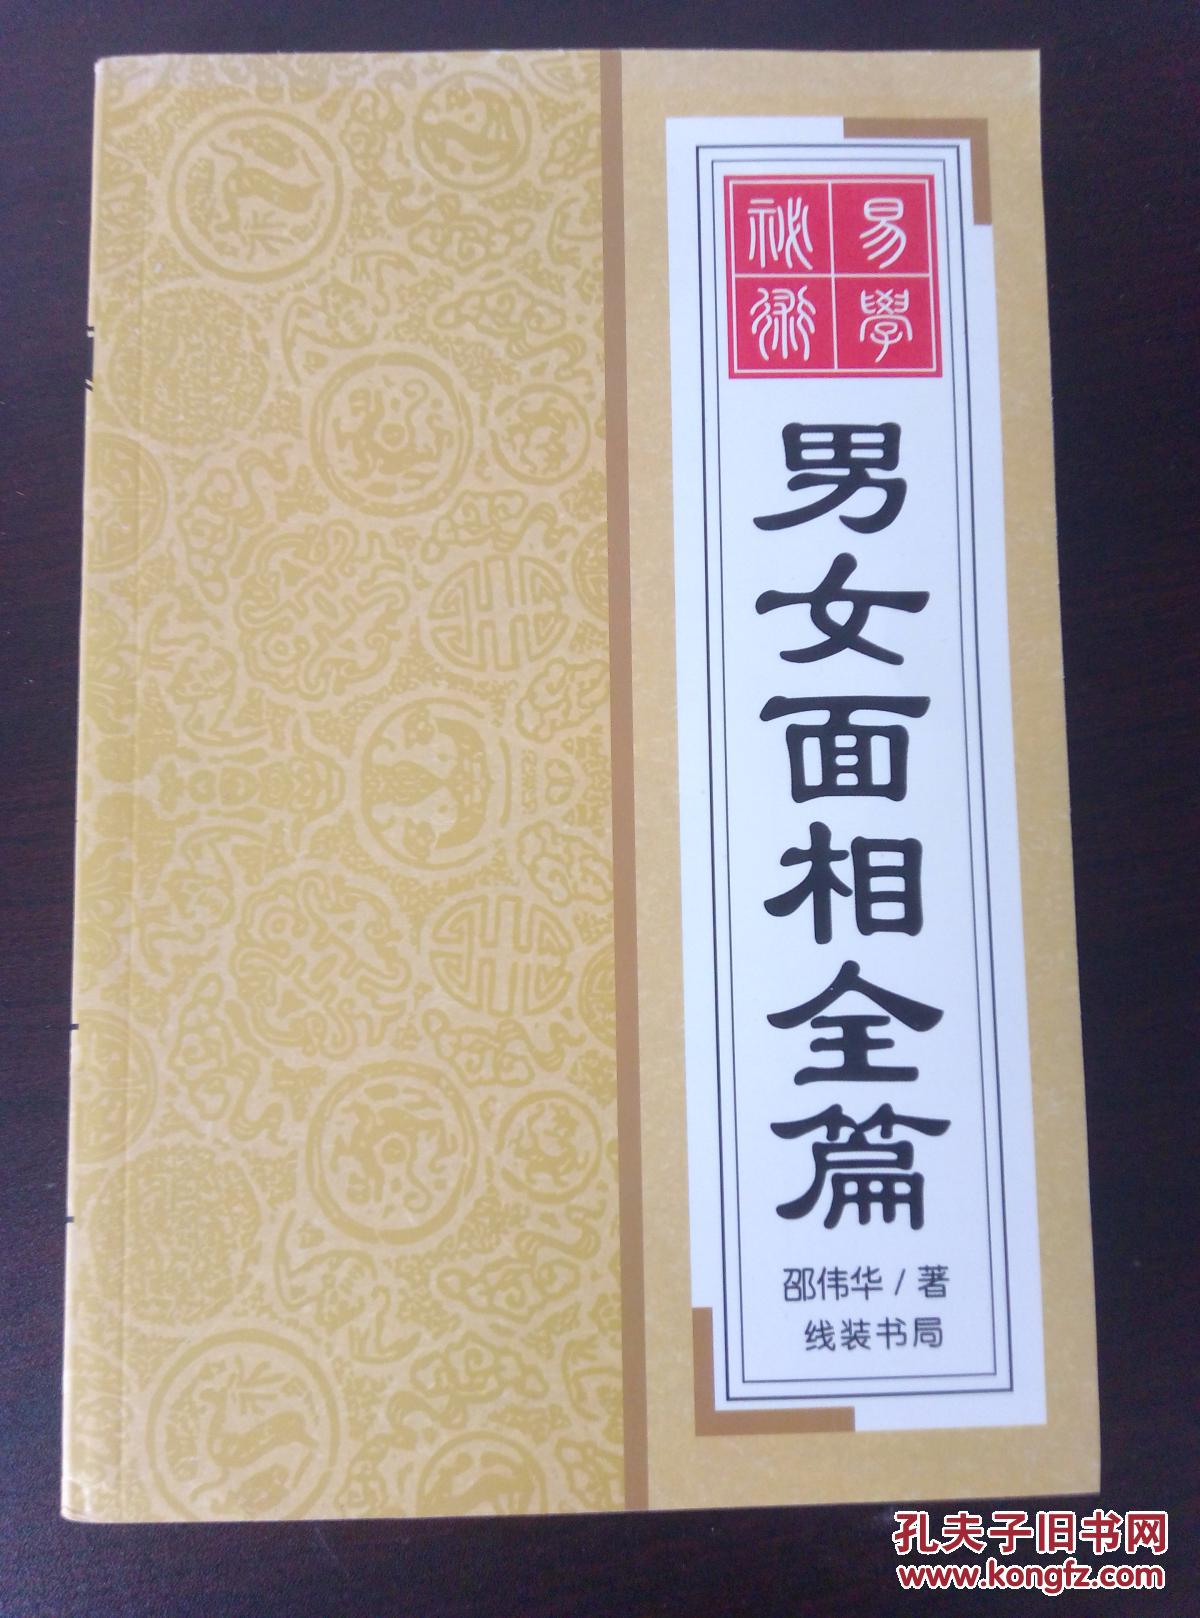 易學
祕術
男女面相全篇
邵伟华/著
线装书局
孔夫子旧书网
www.kongfz.com